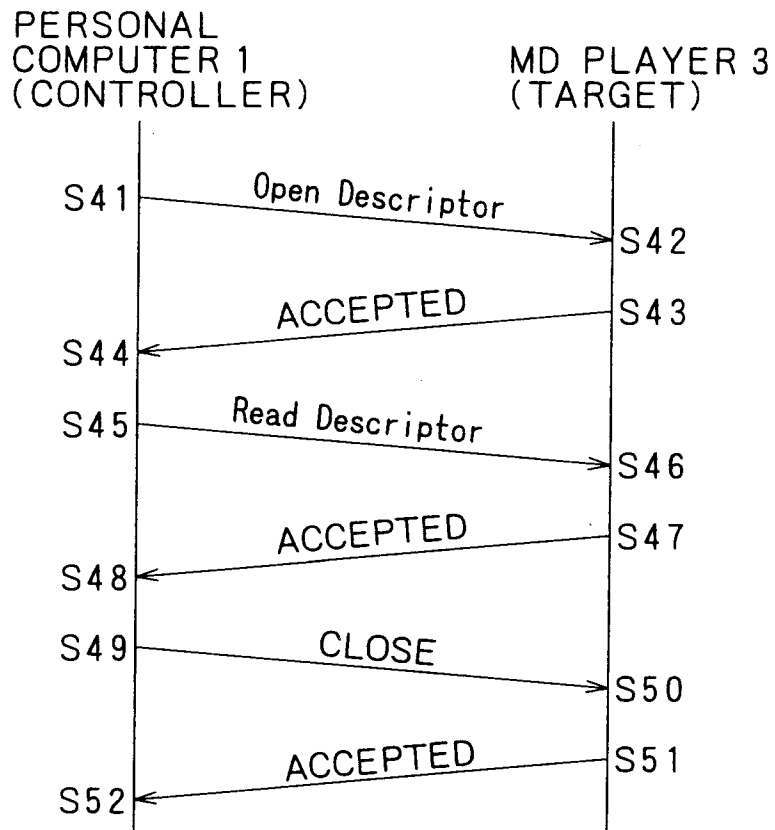 PERSONAL
COMPUTER 1
(CONTROLLER)
MD PLAYER 3
(TARGET)
S41
Open Descriptor
S42
ACCEPTED
S43
S44
S45
Read Descriptor
S46
ACCEPTED
S47
S48
S49
CLOSE
S50
ACCEPTED
S51
S52